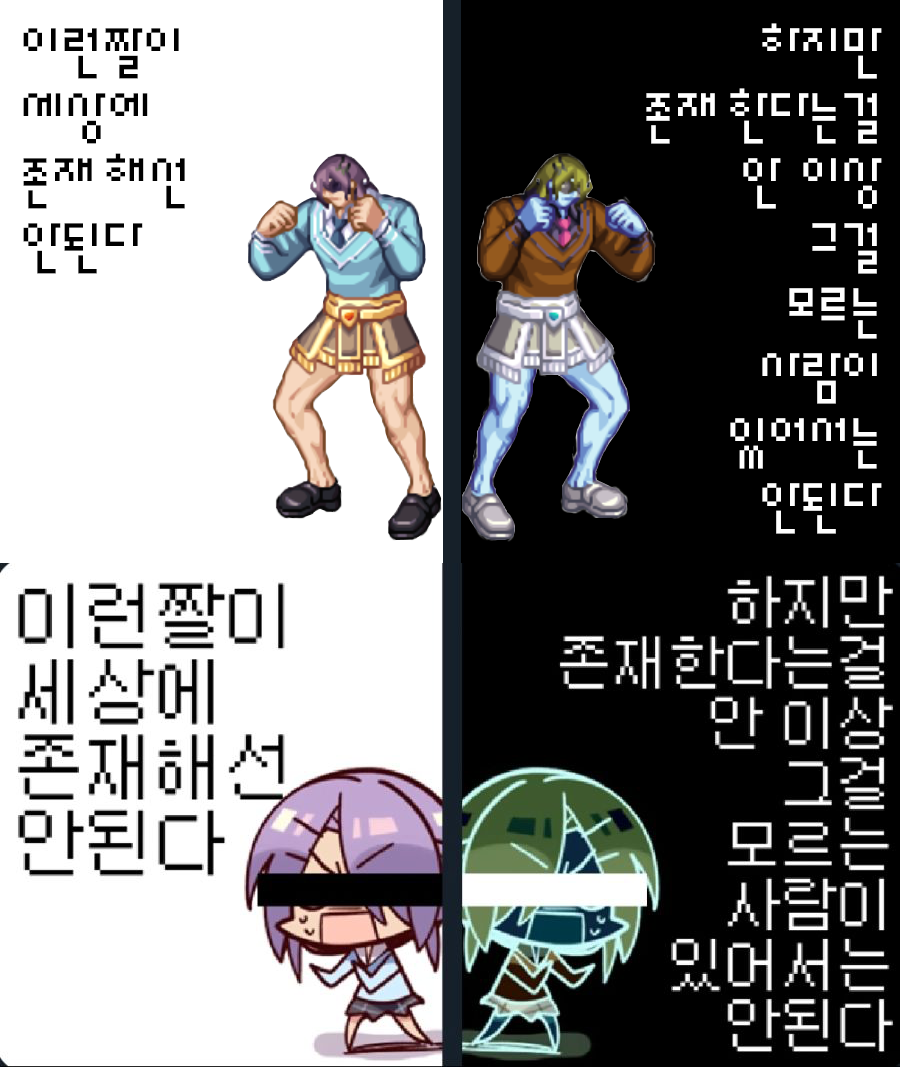 이런짤이
세상에
존재해선
안된다
하지만
존재 한다는걸
안 이상
그걸
모르는
사람이
있어서는
안된다
이런짤이
세상에
존재해선
안된다
하지만
존재한다는걸
안 이상
그걸
모르는
사람이
있어서는
안된다